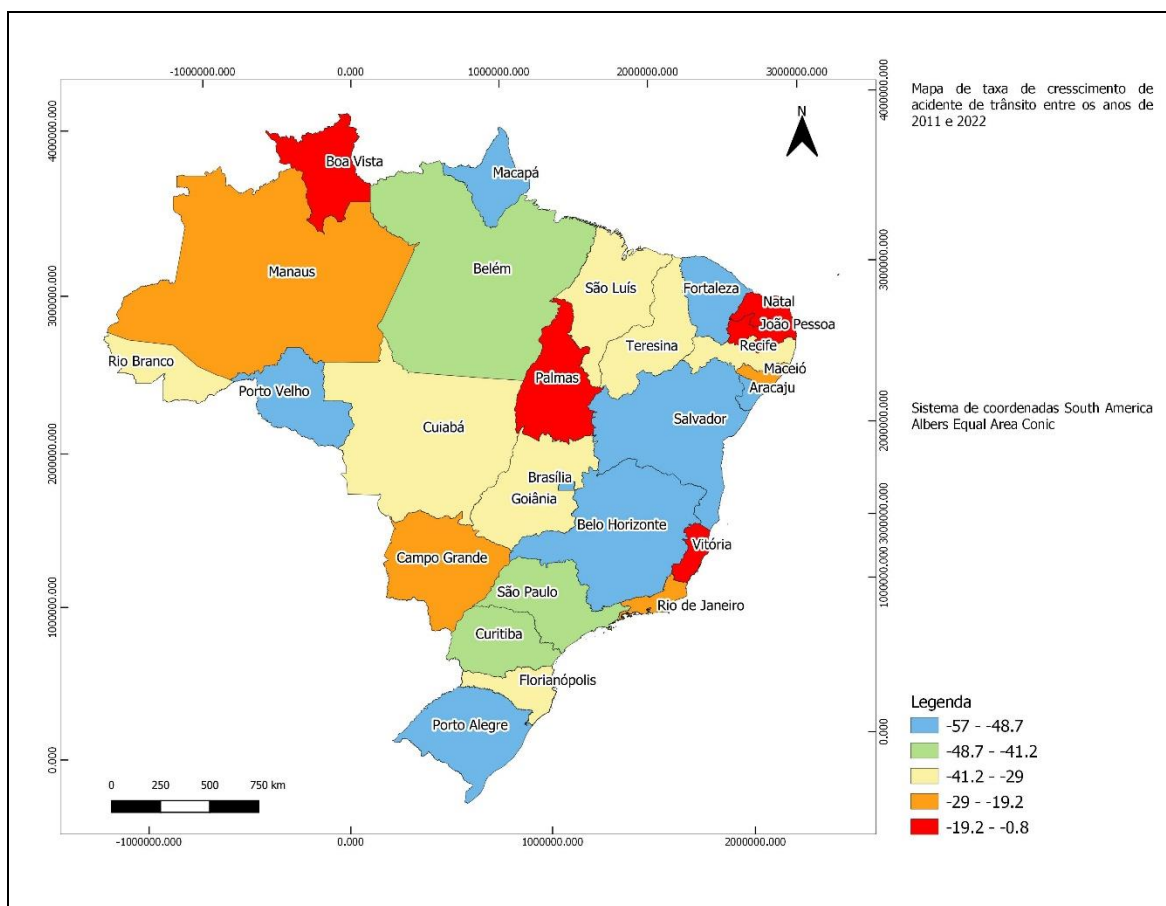 -1000000.000 0.000 1000000.000 2000000.000 3000000.000
4000000.000
3000000.000
2000000.000
3000000.000
1000000.000
0.000
4000000.000
3000000.000
2000000.000
1000000.000
0.000
N
Mapa de taxa de cresscimento de
acidente de trânsito entre os anos de
2011 e 2022
Boa Vista
Macapá
Manaus
Belém
São Luís
Fortaleza
Natal
João Pessoa
Teresina
Recife
Rio Branco
Maceió
Palmas
Aracaju
Porto Velho
Salvador
Cuiabá
Sistema de coordenadas South America
Albers Equal Area Conic
Brasília
Goiânia
Belo Horizonte
Vitória
Campo Grande
São Paulo
Rio de Janeiro
Curitiba
Florianópolis
Porto Alegre
Legenda
-57 - -48.7
-48.7 - -41.2
-41.2 - -29
-29 - -19.2
-19.2 - -0.8
0 250 500 750 km
-1000000.000 0.000 1000000.000 2000000.000